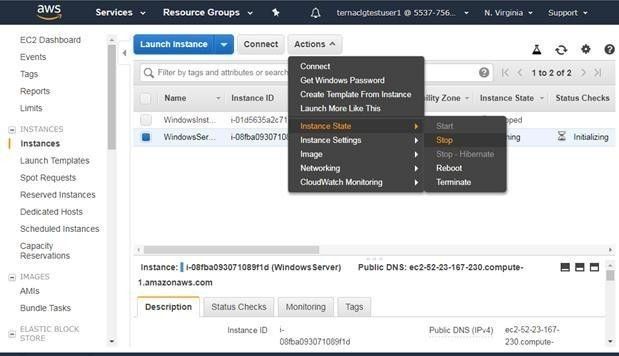 aws
Services
Resource Groups
ternaclgtestuser1 @ 5537-756...
N. Virginia
Support
EC2 Dashboard
Events
Tags
Reports
Limits
INSTANCES
Instances
Launch Templates
Spot Requests
Reserved Instances
Dedicated Hosts
Scheduled Instances
Capacity
Reservations
IMAGES
AMIs
Bundle Tasks
ELASTIC BLOCK
STORE
Launch Instance
Connect
Actions
Filter by tags and attributes or search
1 to 2 of 2
Name
Instance ID
bility Zone
Instance State
Status Checks
WindowsInst...
i-01d5635a2c71
pped
WindowsSer...
i-08fba093071
ning
Initializing
Connect
Get Windows Password
Create Template From Instance
Launch More Like This
Instance State
Instance Settings
Image
Networking
CloudWatch Monitoring
Start
Stop
Stop - Hibernate
Reboot
Terminate
Instance: i-08fba093071089f1d (WindowsServer) Public DNS: ec2-52-23-167-230.compute-
1.amazonaws.com
Description
Status Checks
Monitoring
Tags
Instance ID
i-
08fba093071089f1d
Public DNS (IPv4)
ec2-52-23-167-
230.compute-